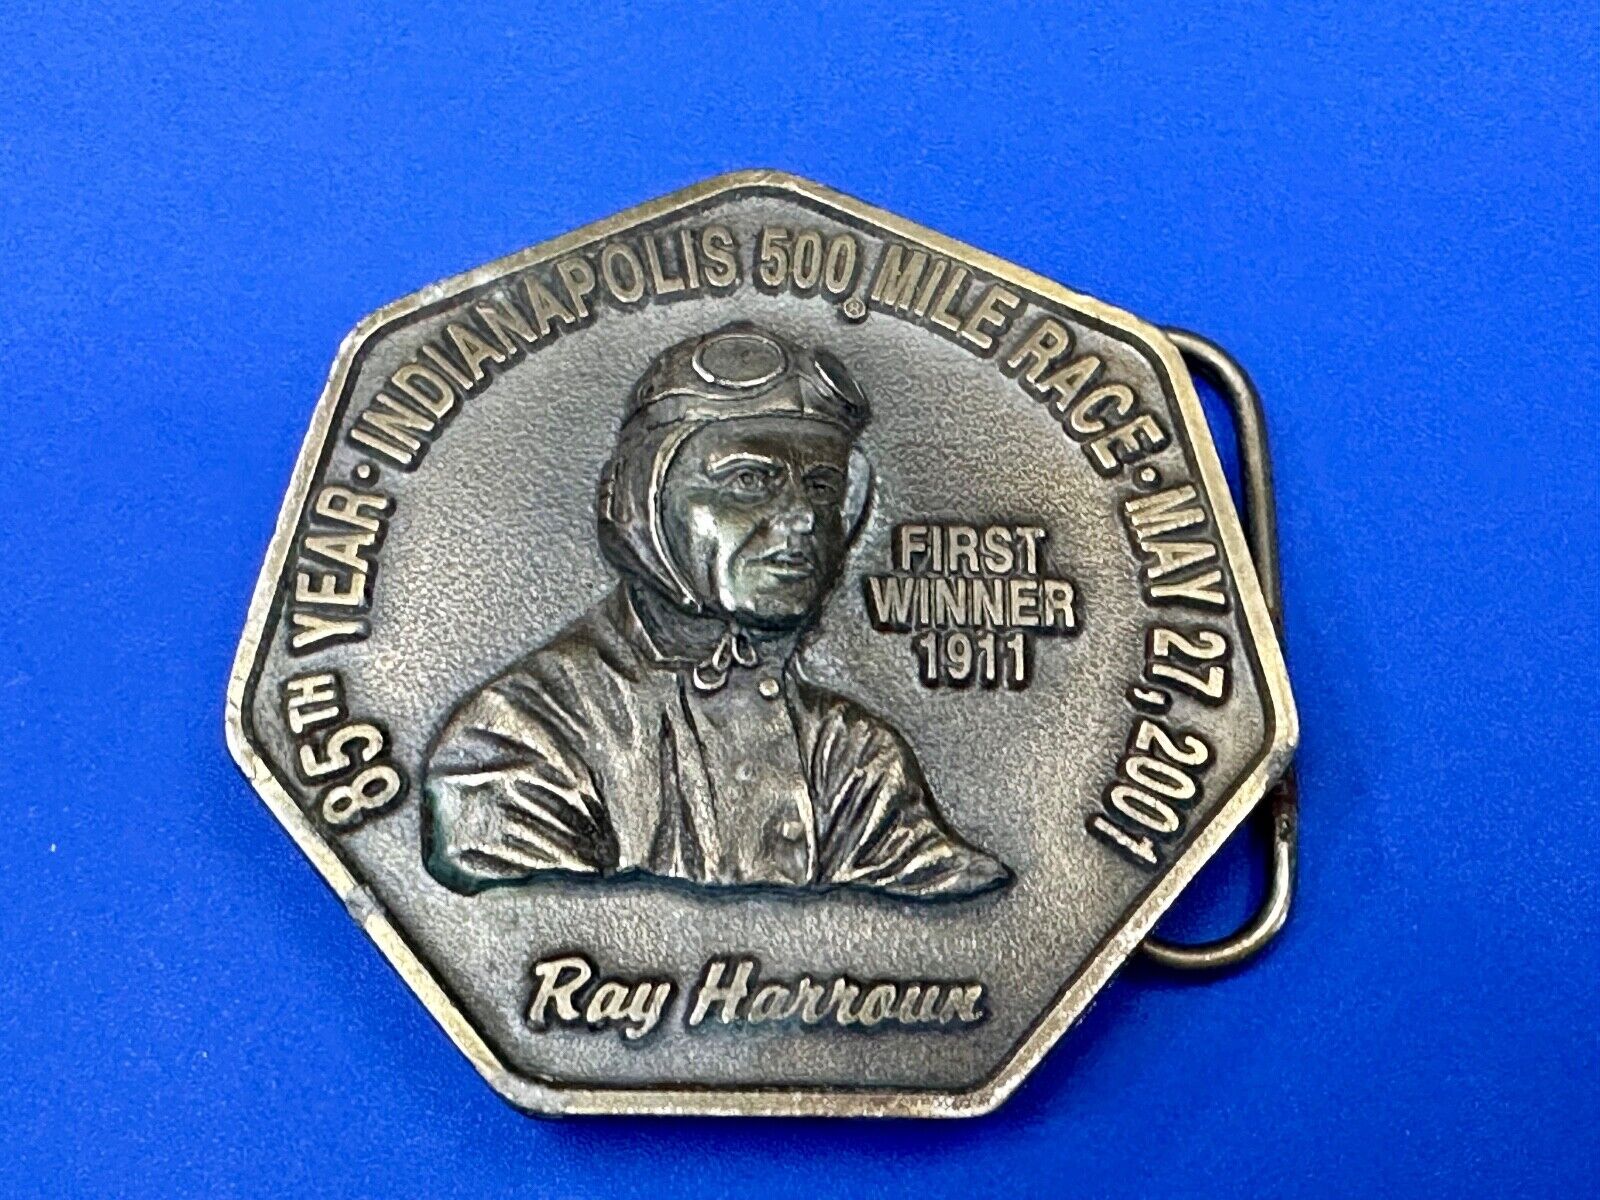 85TH YEAR · INDIANAPOLIS 500® MILE RACE · MAY 27, 2001
FIRST
WINNER
1911
Ray Harroun